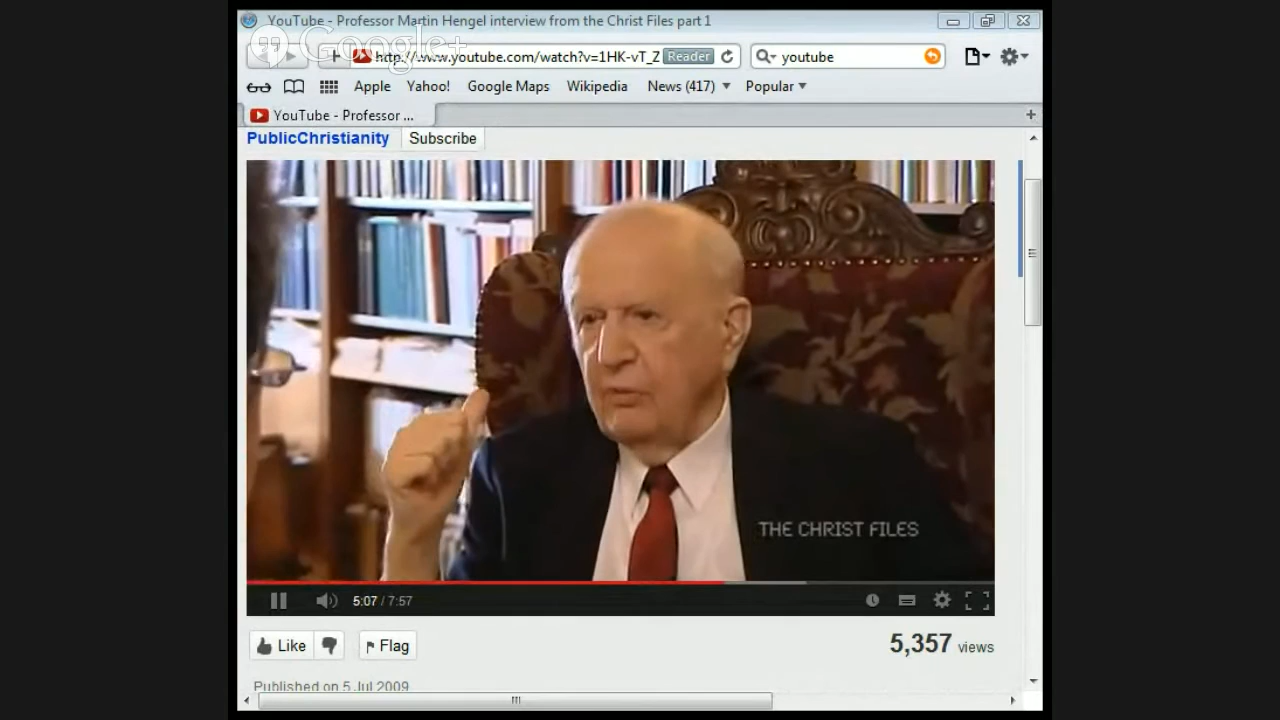 YouTube - Professor Martin Hengel interview from the Christ Files part 1
Google+
http://www.youtube.com/watch?v=1HK-vT_Z Reader
youtube
Apple Yahoo! Google Maps Wikipedia News (417) Popular
YouTube - Professor ...
PublicChristianity Subscribe
THE CHRIST FILES
5:07 / 7:57
Like Flag 5,357 views
Published on 5 Jul 2009